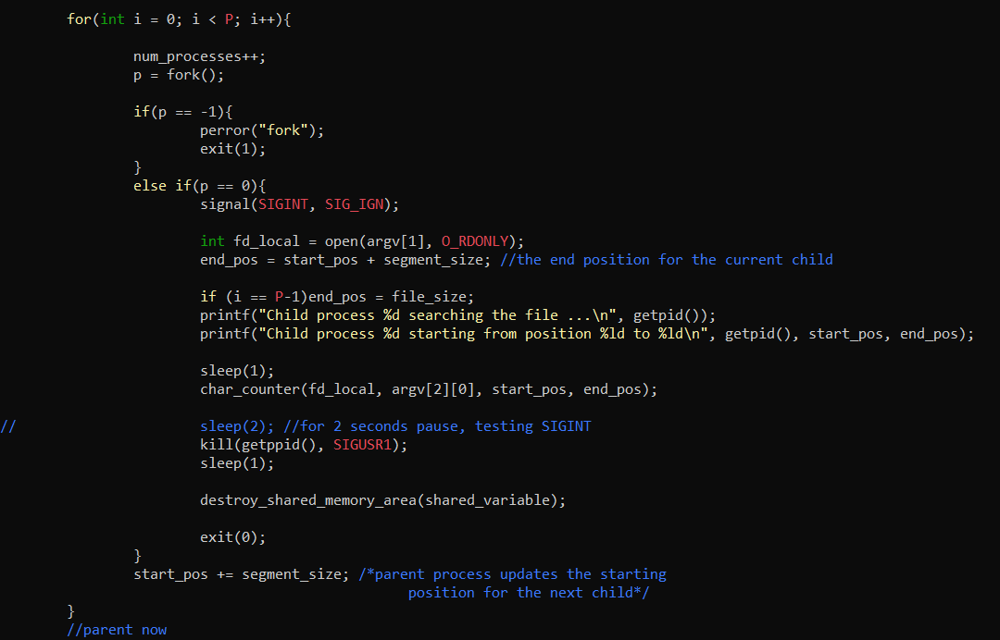 for(int i = 0; i < P; i++){
num_processes++;
p = fork();
if(p == -1){
perror("fork");
exit(1);
}
else if(p == 0){
signal(SIGINT, SIG_IGN);
int fd_local = open(argv[1], O_RDONLY);
end_pos = start_pos + segment_size; //the end position for the current child
if (i == P-1)end_pos = file_size;
printf("Child process %d searching the file ...\n", getpid());
printf("Child process %d starting from position %ld to %ld\n", getpid(), start_pos, end_pos);
sleep(1);
char_counter(fd_local, argv[2][0], start_pos, end_pos);
// sleep(2); //for 2 seconds pause, testing SIGINT
kill(getppid(), SIGUSR1);
sleep(1);
destroy_shared_memory_area(shared_variable);
exit(0);
}
start_pos += segment_size; /*parent process updates the starting
position for the next child*/
}
//parent now